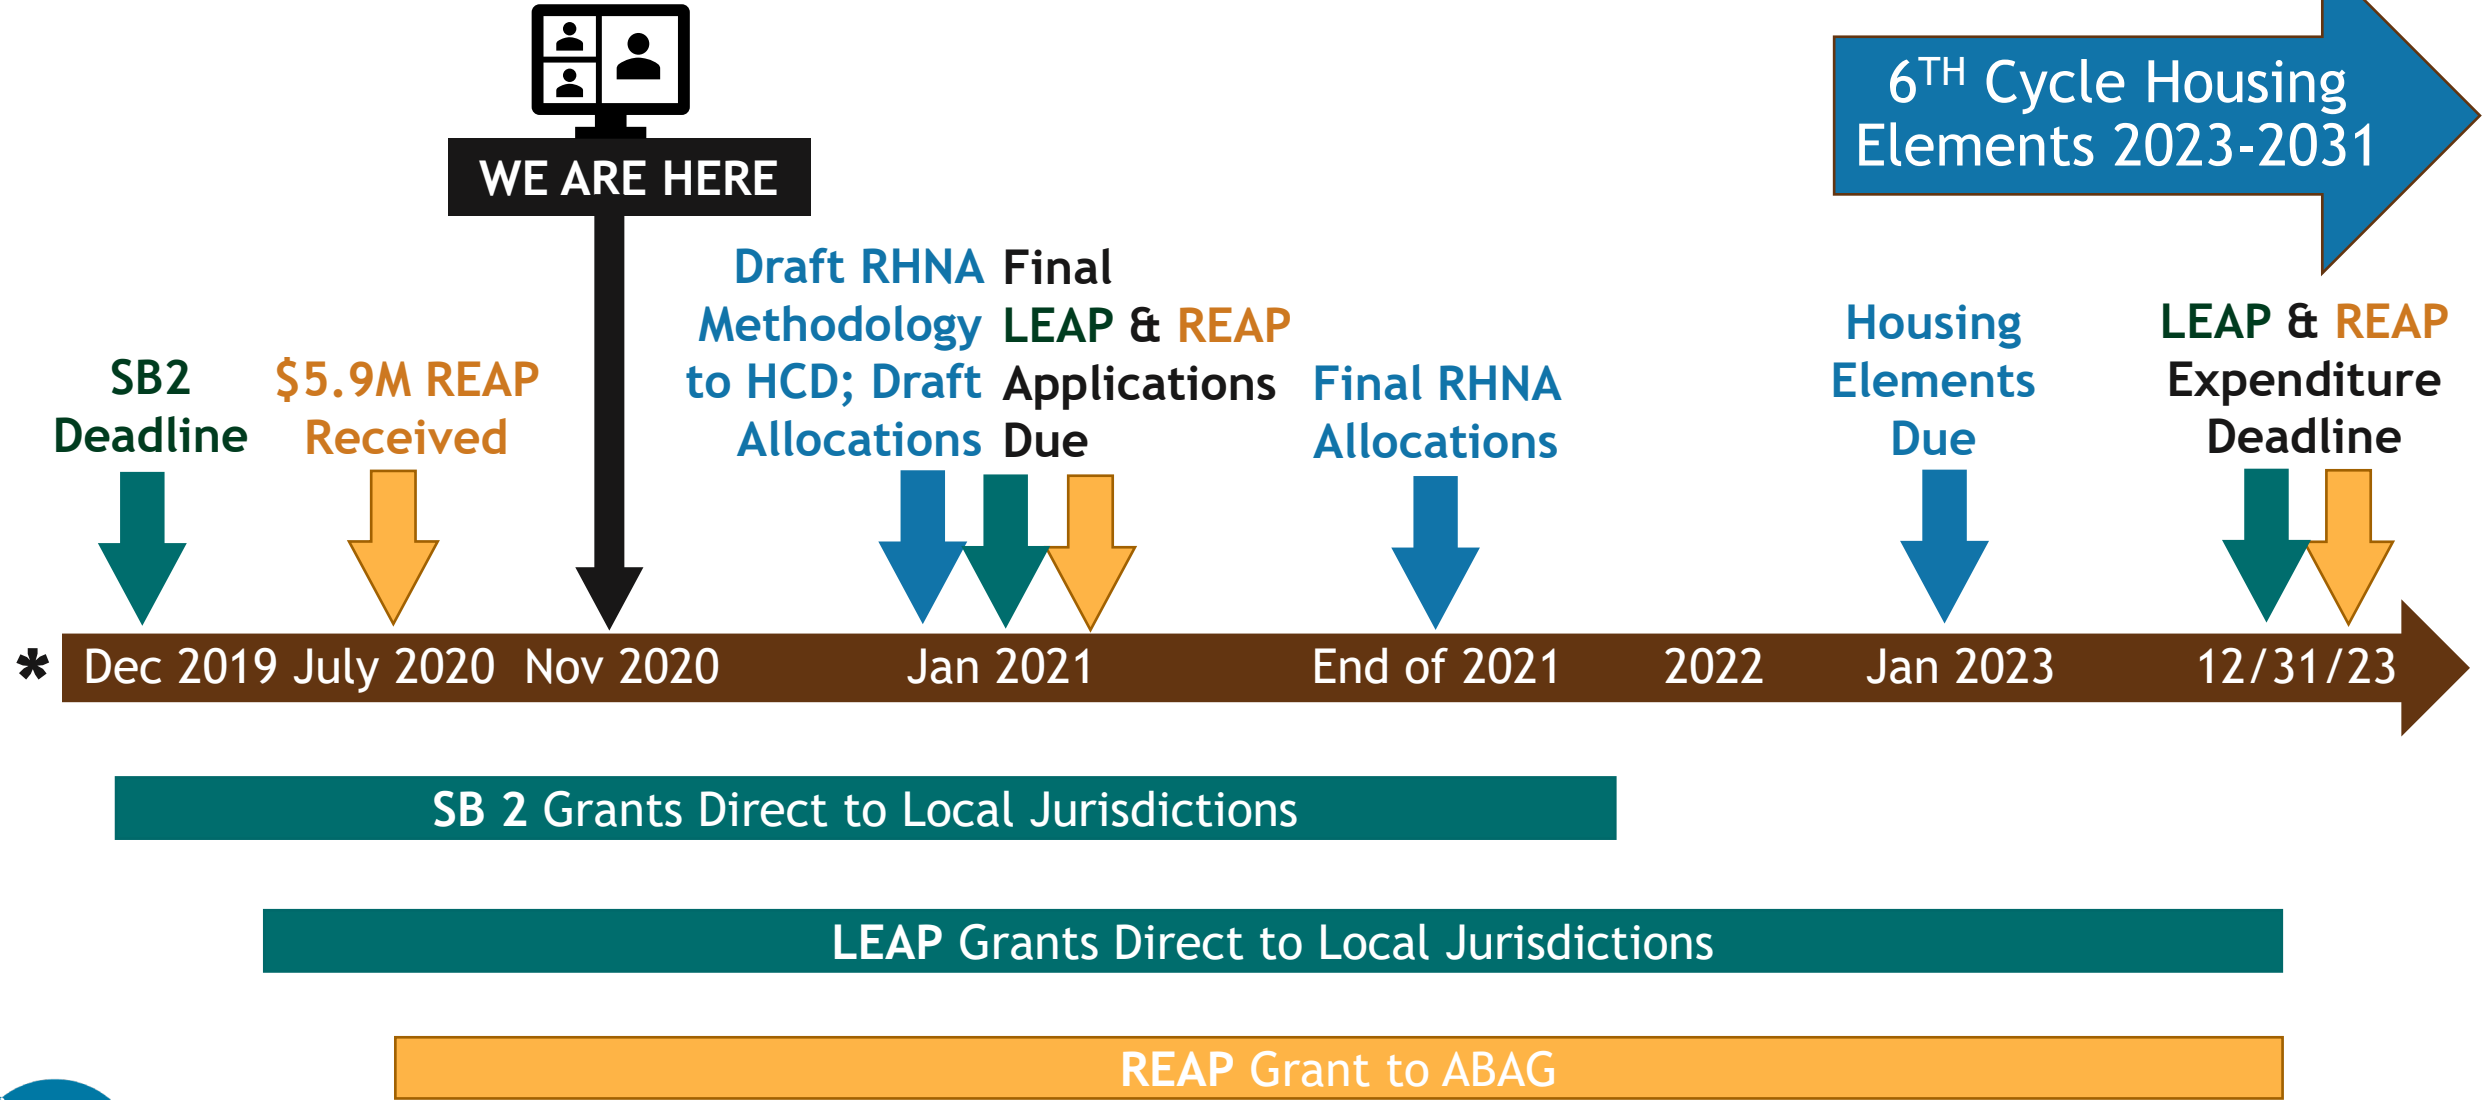 6TH Cycle Housing
Elements 2023-2031
WE ARE HERE
SB2
Deadline
$5.9M REAP
Received
Draft RHNA
Methodology
to HCD; Draft
Allocations
Final
LEAP & REAP
Applications
Due
Final RHNA
Allocations
Housing
Elements
Due
LEAP & REAP
Expenditure
Deadline
* Dec 2019 July 2020 Nov 2020 Jan 2021 End of 2021 2022 Jan 2023 12/31/23
SB 2 Grants Direct to Local Jurisdictions
LEAP Grants Direct to Local Jurisdictions
REAP Grant to ABAG